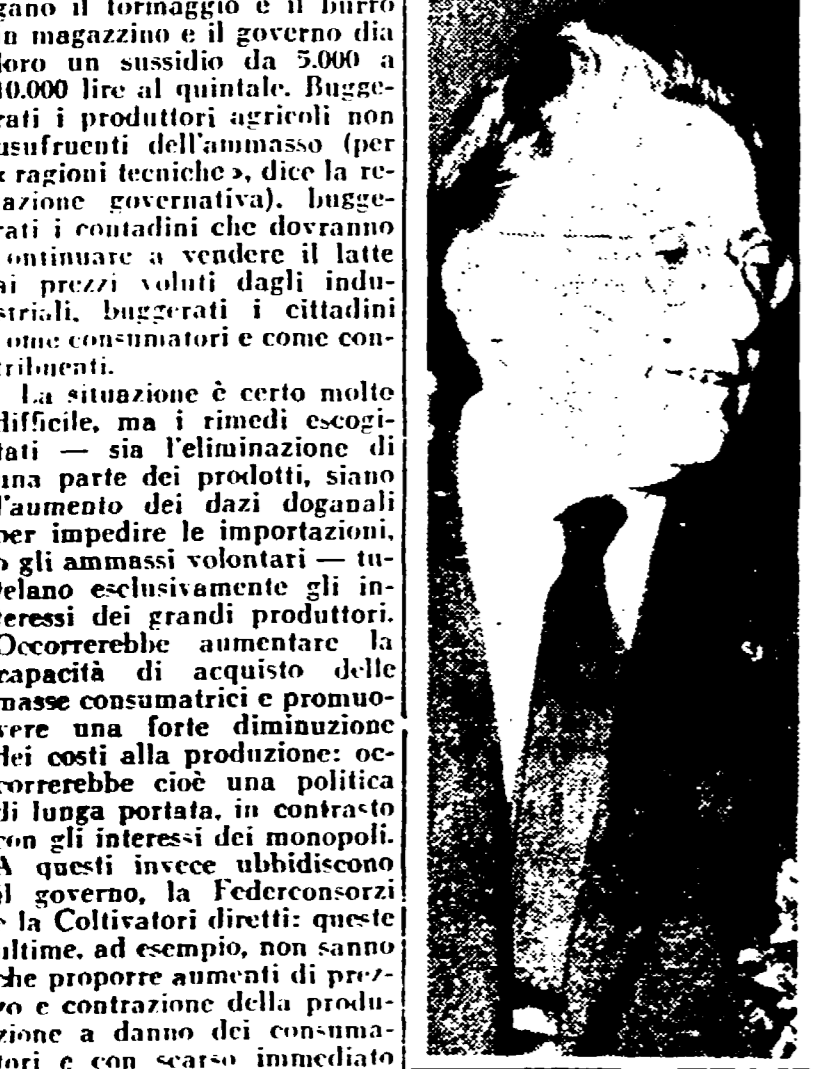 gano il formaggio e il burro
n magazzino e il governo dia
loro un sussidio da 5.000 a
10.000 lire al quintale. Bugge-
rati i produttori agricoli non
usufruenti dell'ammasso (per
« ragioni tecniche », dice la re-
azione governativa), bugge-
rati i contadini che dovranno
ontinuare a vendere il latte
ai prezzi voluti dagli indu-
striali, buggerati i cittadini
ome consumatori e come con-
tribuenti.
La situazione è certo molto
difficile, ma i rimedi escogi-
tati — sia l'eliminazione di
una parte dei prodotti, siano
l'aumento dei dazi doganali
per impedire le importazioni,
o gli ammassi volontari — tu-
telano esclusivamente gli in-
teressi dei grandi produttori.
Occorrerebbe aumentare la
capacità di acquisto delle
masse consumatrici e promuo-
vere una forte diminuzione
dei costi alla produzione: oc-
correrebbe cioè una politica
di lunga portata, in contrasto
con gli interessi dei monopoli.
A questi invece ubbidiscono
il governo, la Federconsorzi
e la Coltivatori diretti: queste
ultime, ad esempio, non sanno
che proporre aumenti di prez-
zo e contrazione della produ-
zione a danno dei consuma-
tori e con scarso immediato